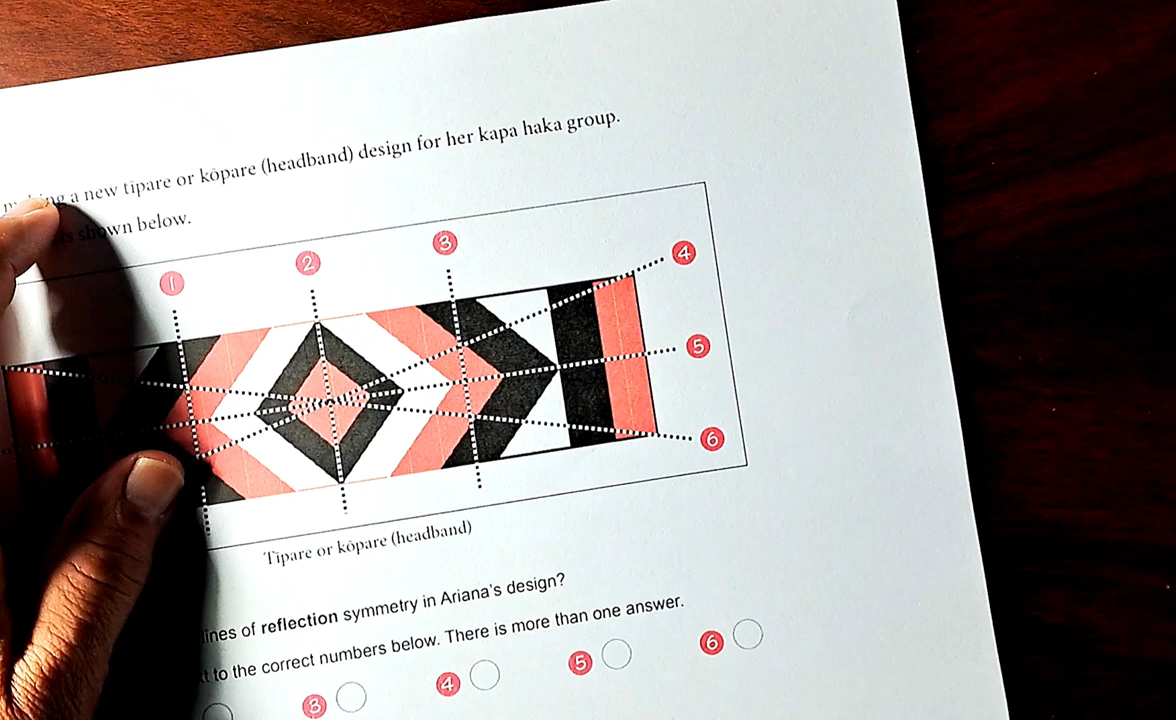 a new tīpare or kōpare (headband) design for her kapa haka group.
shown below.
1
2
3
4
5
6
Tīpare or kōpare (headband)
lines of reflection symmetry in Ariana's design?
to the correct numbers below. There is more than one answer.
3 4 5 6